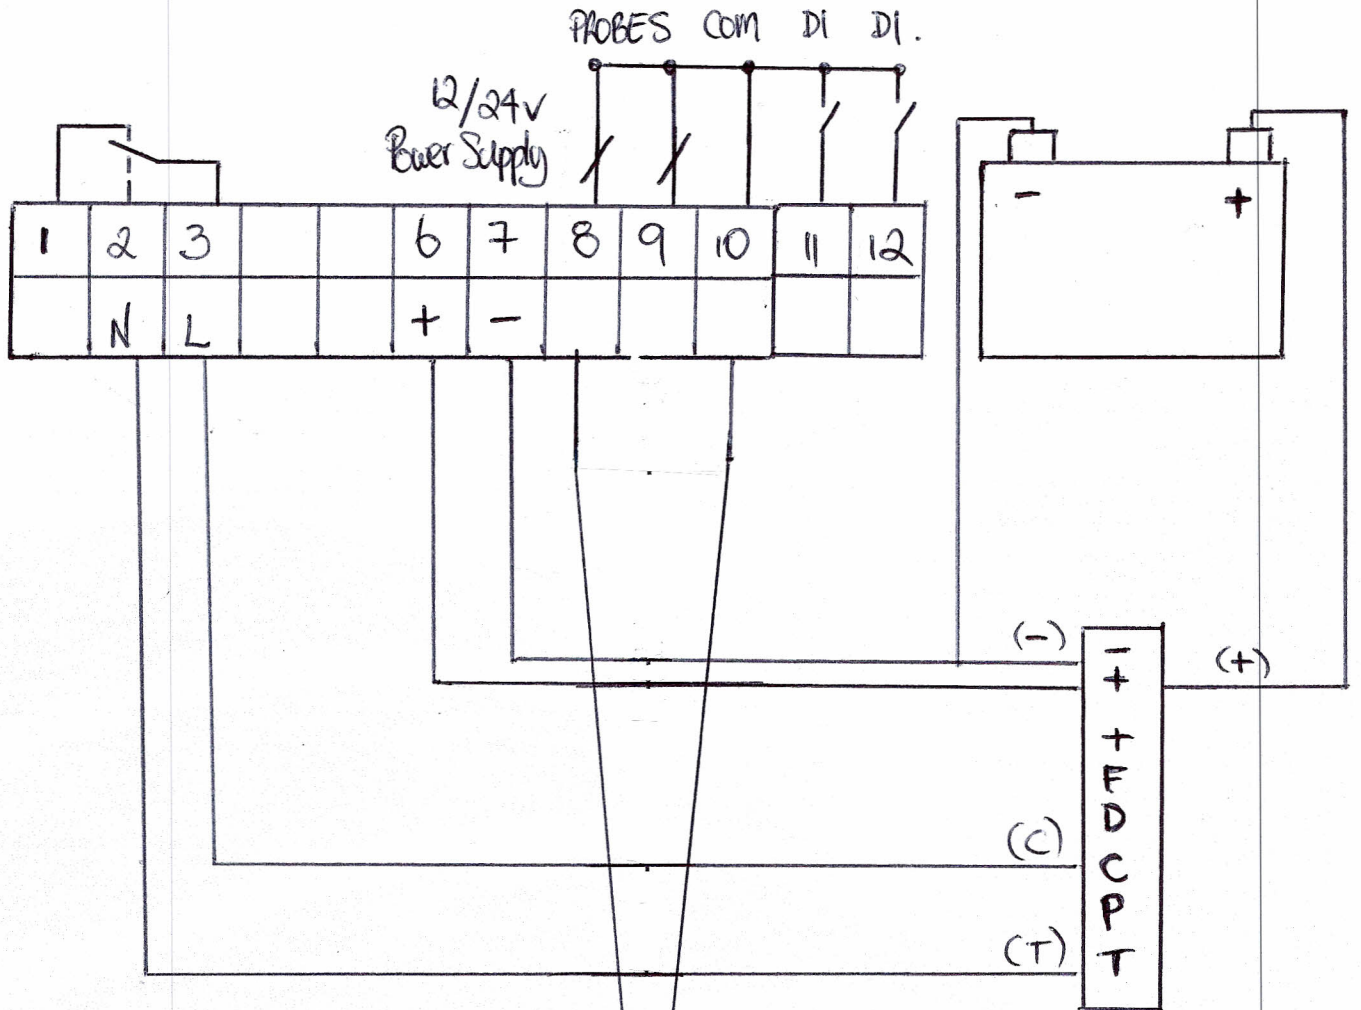 PROBES COM DI DI.
12/24v
Power Supply
- +
1 2 3 6 7 8 9 10 11 12
N L + -
(-)
(+)
-
+
+
F
D
C
P
T
(C)
(T)